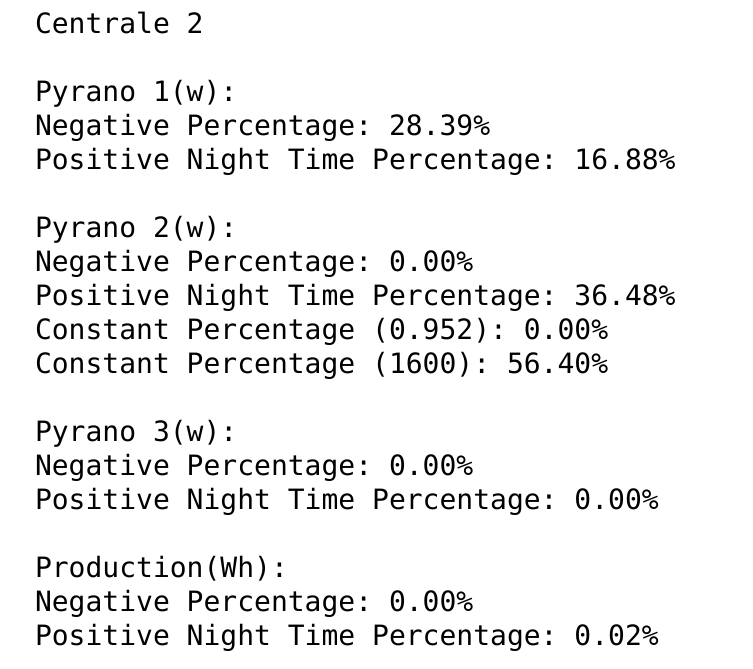 Centrale 2
Pyrano 1(w):
Negative Percentage: 28.39%
Positive Night Time Percentage: 16.88%
Pyrano 2(w):
Negative Percentage: 0.00%
Positive Night Time Percentage: 36.48%
Constant Percentage (0.952): 0.00%
Constant Percentage (1600): 56.40%
Pyrano 3(w):
Negative Percentage: 0.00%
Positive Night Time Percentage: 0.00%
Production(Wh):
Negative Percentage: 0.00%
Positive Night Time Percentage: 0.02%